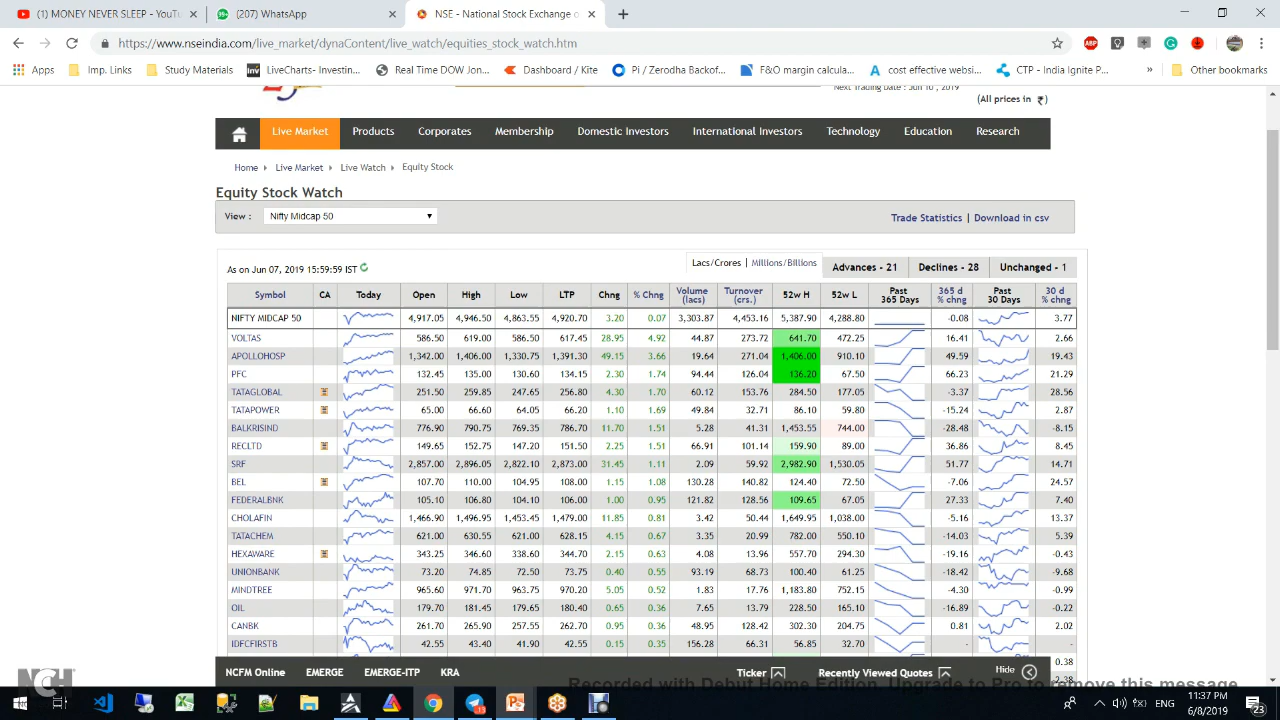 (1) MONEY NEVER SLEEP - YouTub
(207) WhatsApp
NSE - National Stock Exchange o
https://www.nseindia.com/live_market/dynaContent/live_watch/equities_stock_watch.htm
Apps Imp. Links Study Materials LiveCharts - Investin... Real Time DOW Jon... Dashboard / Kite Pi / Zerodha Backof... F&O margin calcula... cost effective websi... CTP - India Ignite P... » Other bookmarks
Next Trading Date : Jun 10 , 2019
(All prices in ₹)
Live Market Products Corporates Membership Domestic Investors International Investors Technology Education Research
Home Live Market Live Watch Equity Stock
Equity Stock Watch
View : Nifty Midcap 50 Trade Statistics | Download in csv
As on Jun 07, 2019 15:59:59 IST Lacs/Crores | Millions/Billions Advances - 21 Declines - 28 Unchanged - 1
Symbol CA Today Open High Low LTP Chng % Chng Volume (lacs) Turnover (crs.) 52w H 52w L Past 365 Days 365 d % chng Past 30 Days 30 d % chng
NIFTY MIDCAP 50 4,917.05 4,946.50 4,863.55 4,920.70 3.20 0.07 3,303.87 4,453.16 5,387.90 4,288.80 -0.08 3.77
VOLTAS 586.50 619.00 586.50 617.45 28.95 4.92 44.87 273.72 641.70 472.25 16.41 2.66
APOLLOHOSP 1,342.00 1,406.00 1,330.75 1,391.30 49.15 3.66 19.64 271.04 1,406.00 910.10 49.59 19.43
PFC 132.45 135.00 130.60 134.15 2.30 1.74 94.44 126.04 136.20 67.50 66.23 21.29
TATAGLOBAL 251.50 259.85 247.65 256.80 4.30 1.70 60.12 153.76 284.50 177.05 -3.37 28.56
TATAPOWER 65.00 66.60 64.05 66.20 1.10 1.69 49.84 32.71 86.10 59.80 -15.24 2.87
BALKRISIND 776.90 790.75 769.35 786.70 11.70 1.51 5.28 41.31 1,453.55 744.00 -28.48 -8.15
RECLTD 149.65 152.75 147.20 151.50 2.25 1.51 66.91 101.14 159.90 89.00 36.86 8.45
SRF 2,857.00 2,896.05 2,822.10 2,873.00 31.45 1.11 2.09 59.92 2,982.90 1,530.05 51.77 14.71
BEL 107.70 110.00 104.95 108.00 1.15 1.08 130.28 140.82 124.40 72.50 -7.06 24.57
FEDERALBNK 105.10 106.80 104.10 106.00 1.00 0.95 121.82 128.56 109.65 67.05 27.33 7.40
CHOLAFIN 1,466.90 1,496.95 1,453.45 1,479.00 11.85 0.81 3.42 50.44 1,649.95 1,038.00 -5.16 13.37
TATACHEM 621.00 630.55 621.00 628.15 4.15 0.67 3.35 20.99 782.00 550.10 -14.03 5.39
HEXAWARE 343.25 346.60 338.60 344.70 2.15 0.63 4.08 13.96 557.70 294.30 -19.16 -0.43
UNIONBANK 73.20 74.85 72.50 73.75 0.40 0.55 93.19 68.73 100.40 61.25 -18.42 -9.68
MINDTREE 965.60 971.70 963.75 970.20 5.05 0.52 1.83 17.76 1,183.80 752.15 -4.30 -0.99
OIL 179.70 181.45 179.65 180.40 0.65 0.36 7.65 13.79 228.50 165.10 -16.89 -0.22
CANBK 261.70 265.90 257.55 262.70 0.95 0.36 48.95 128.42 302.30 204.75 0.81 2.02
IDFCFIRSTB 42.55 43.40 41.90 42.55 0.15 0.35 156.28 66.31 56.85 32.70 - -
0.38
NCFM Online EMERGE EMERGE-ITP KRA Ticker Recently Viewed Quotes Hide
2.38
NCH
Recorded with Debut Home Edition. Upgrade to Pro to remove this message
ENG 11:37 PM
6/8/2019 23